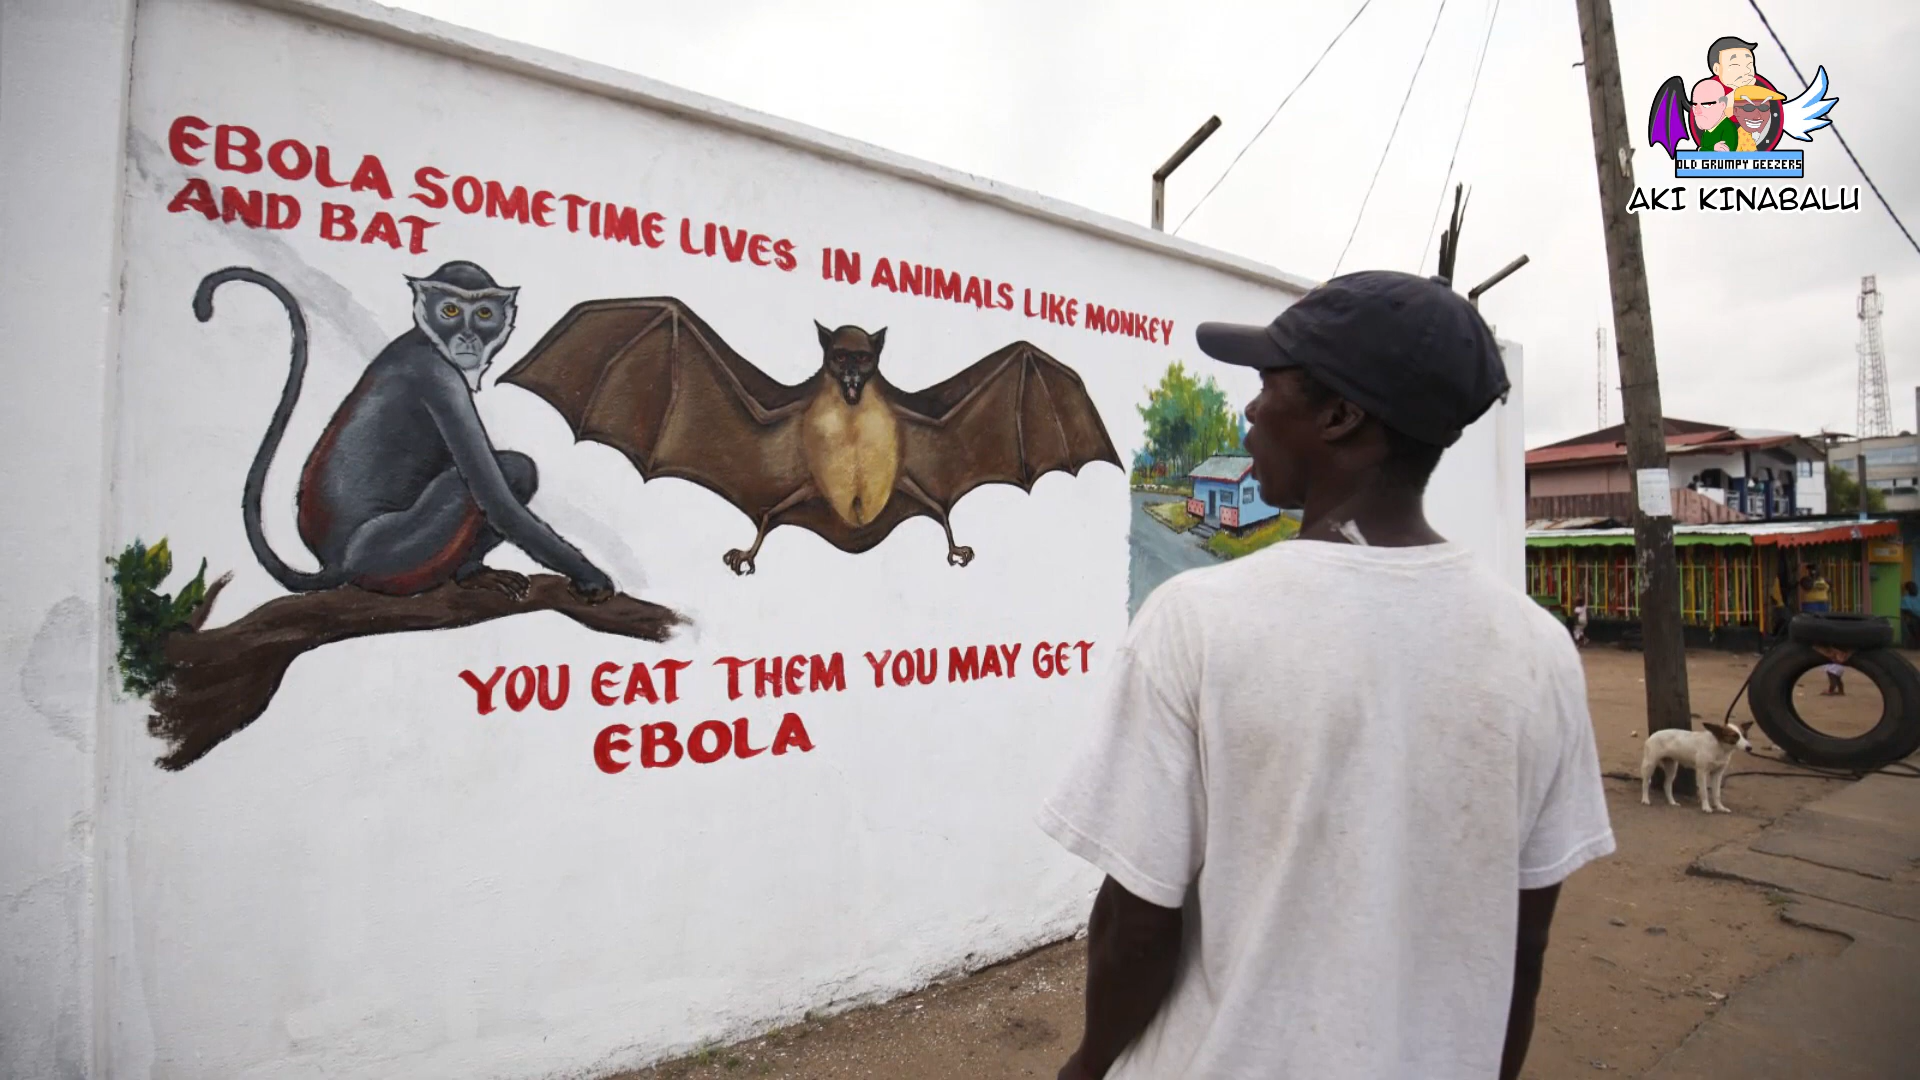 EBOLA SOMETIME LIVES IN ANIMALS LIKE MONKEY
AND BAT
YOU EAT THEM YOU MAY GET
EBOLA
OLD GRUMPY GEEZERS
AKI KINABALU